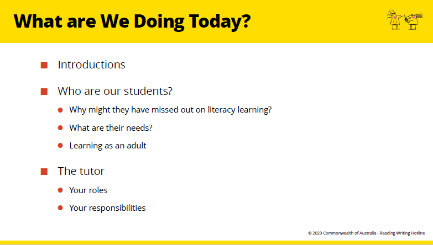 What are We Doing Today?
Introductions
Who are our students?
Why might they have missed out on literacy learning?
What are their needs?
Learning as an adult
The tutor
Your roles
Your responsibilities
© 2023 Commonwealth of Australia - Reading Writing Hotline